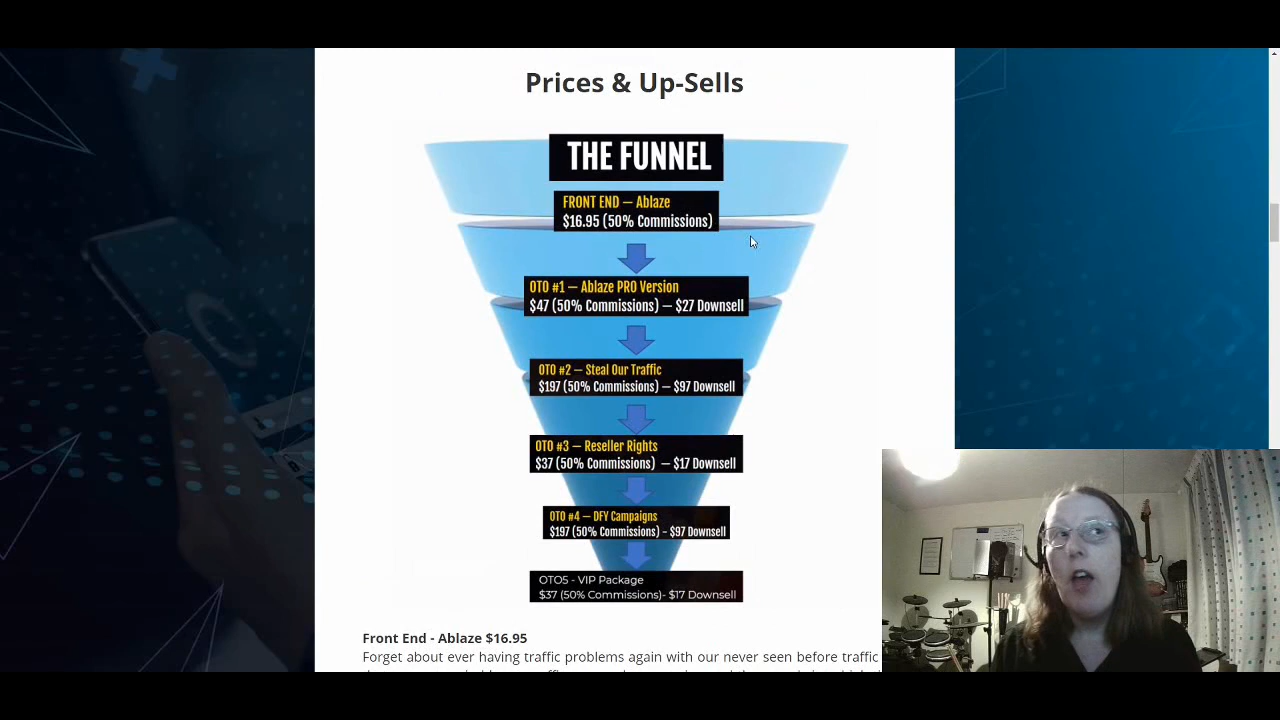 Prices & Up-Sells
THE FUNNEL
FRONT END — Ablaze
$16.95 (50% Commissions)
OTO #1 — Ablaze PRO Version
$47 (50% Commissions) — $27 Downsell
OTO #2 — Steal Our Traffic
$197 (50% Commissions) — $97 Downsell
OTO #3 — Reseller Rights
$37 (50% Commissions) — $17 Downsell
OTO #4 — DFY Campaigns
$197 (50% Commissions) - $97 Downsell
OTO5 - VIP Package
$37 (50% Commissions)- $17 Downsell
Front End - Ablaze $16.95
Forget about ever having traffic problems again with our never seen before traffic